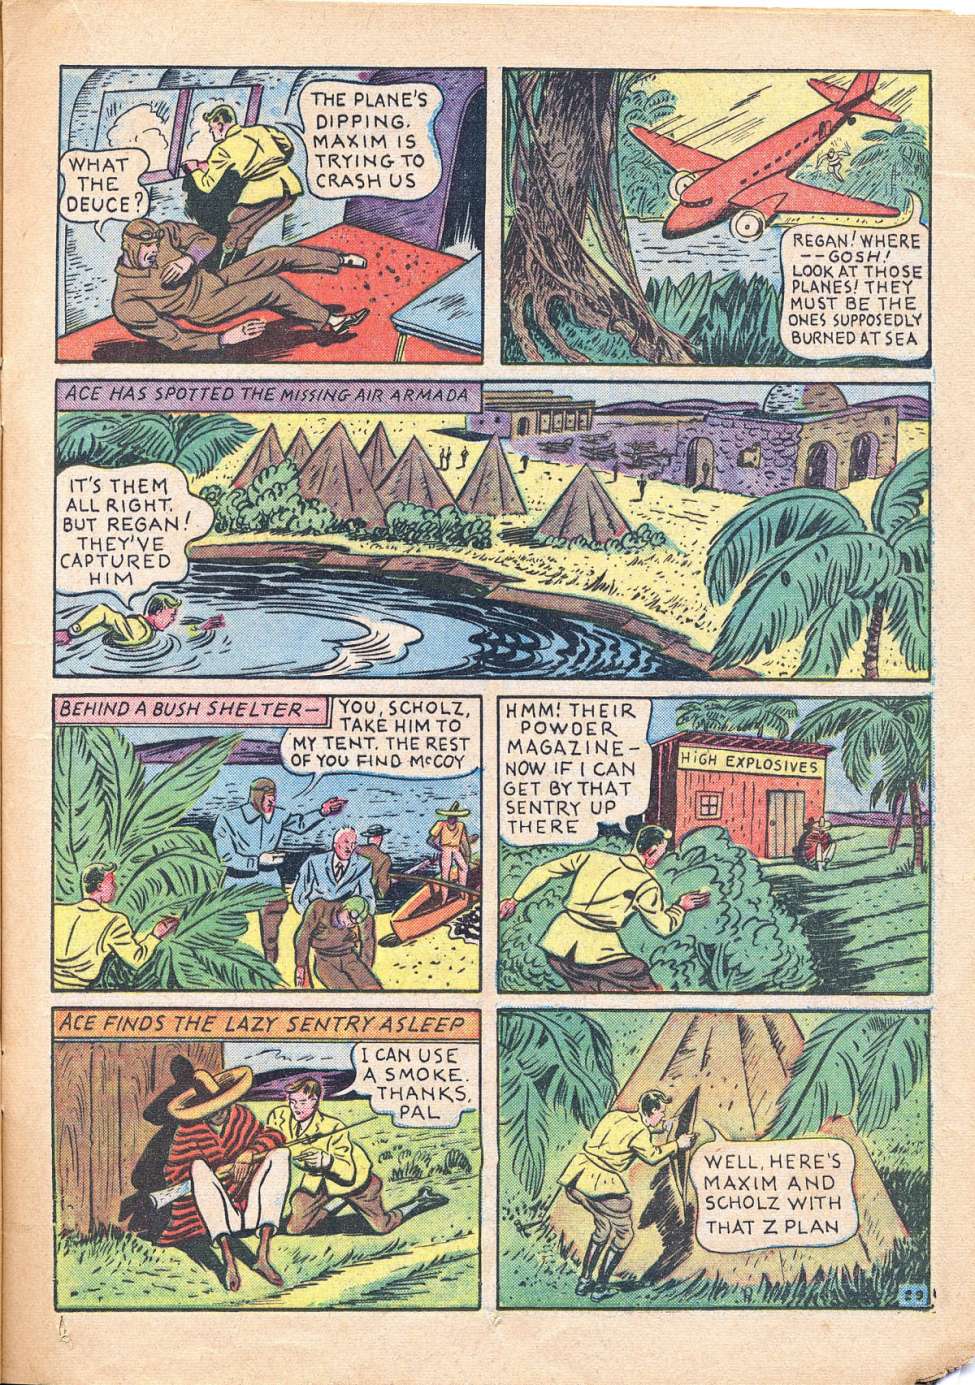 WHAT
THE
DEUCE?
THE PLANE'S
DIPPING.
MAXIM IS
TRYING TO
CRASH US
REGAN! WHERE
--GOSH!
LOOK AT THOSE
PLANES! THEY
MUST BE THE
ONES SUPPOSEDLY
BURNED AT SEA
ACE HAS SPOTTED THE MISSING AIR ARMADA
IT'S THEM
ALL RIGHT.
BUT REGAN!
THEY'VE
CAPTURED
HIM
BEHIND A BUSH SHELTER—
YOU, SCHOLZ,
TAKE HIM TO
MY TENT. THE REST
OF YOU FIND McCOY
HMM! THEIR
POWDER
MAGAZINE—
NOW IF I CAN
GET BY THAT
SENTRY UP
THERE
HIGH EXPLOSIVES
ACE FINDS THE LAZY SENTRY ASLEEP
I CAN USE
A SMOKE.
THANKS,
PAL
WELL, HERE'S
MAXIM AND
SCHOLZ WITH
THAT Z PLAN
8